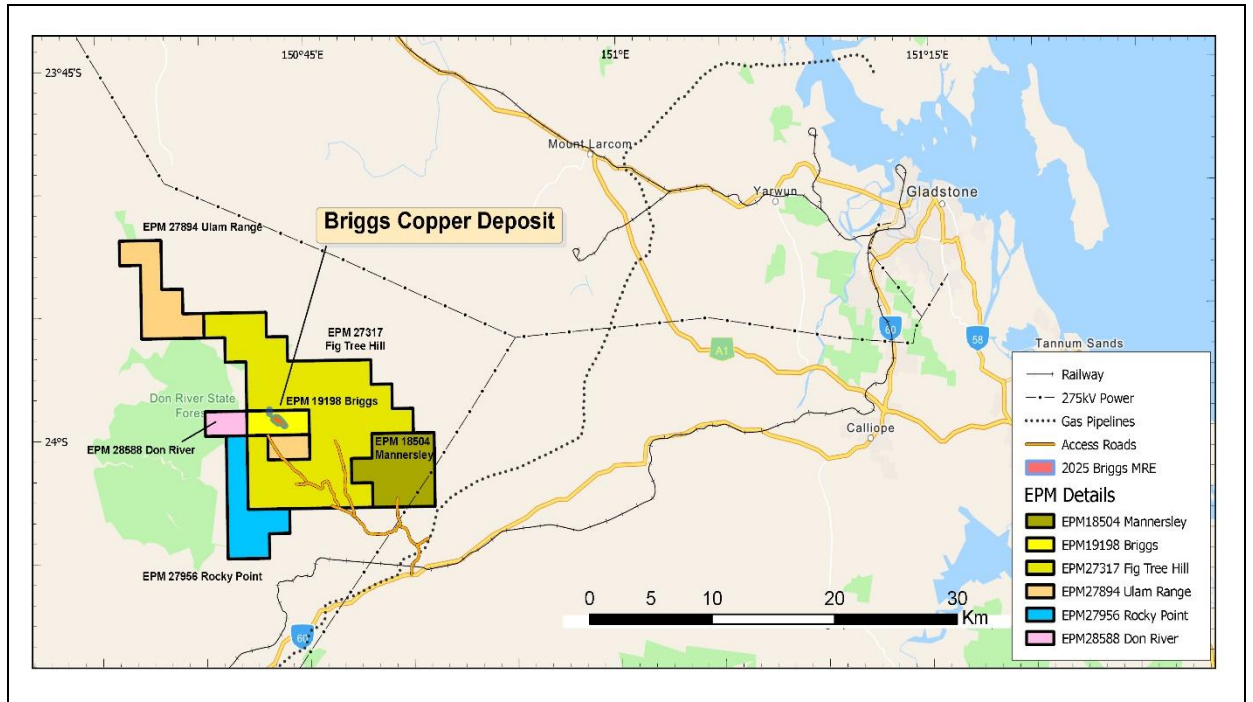 150°45'E
151°E
151°15'E
23°45'S
Mount Larcom
Yarwun
Gladstone
Briggs Copper Deposit
EPM 27894 Ulam Range
EPM 27317
Fig Tree Hill
A1
60
58
Tannum Sands
Don River State
Fores
EPM 19198 Briggs
24°S
EPM 28588 Don River
EPM 18504
Mannersley
Calliope
EPM 27956 Rocky Point
60
0 5 10 20 30
Km
Railway
275kV Power
Gas Pipelines
Access Roads
2025 Briggs MRE
EPM Details
EPM18504 Mannersley
EPM19198 Briggs
EPM27317 Fig Tree Hill
EPM27894 Ulam Range
EPM27956 Rocky Point
EPM28588 Don River